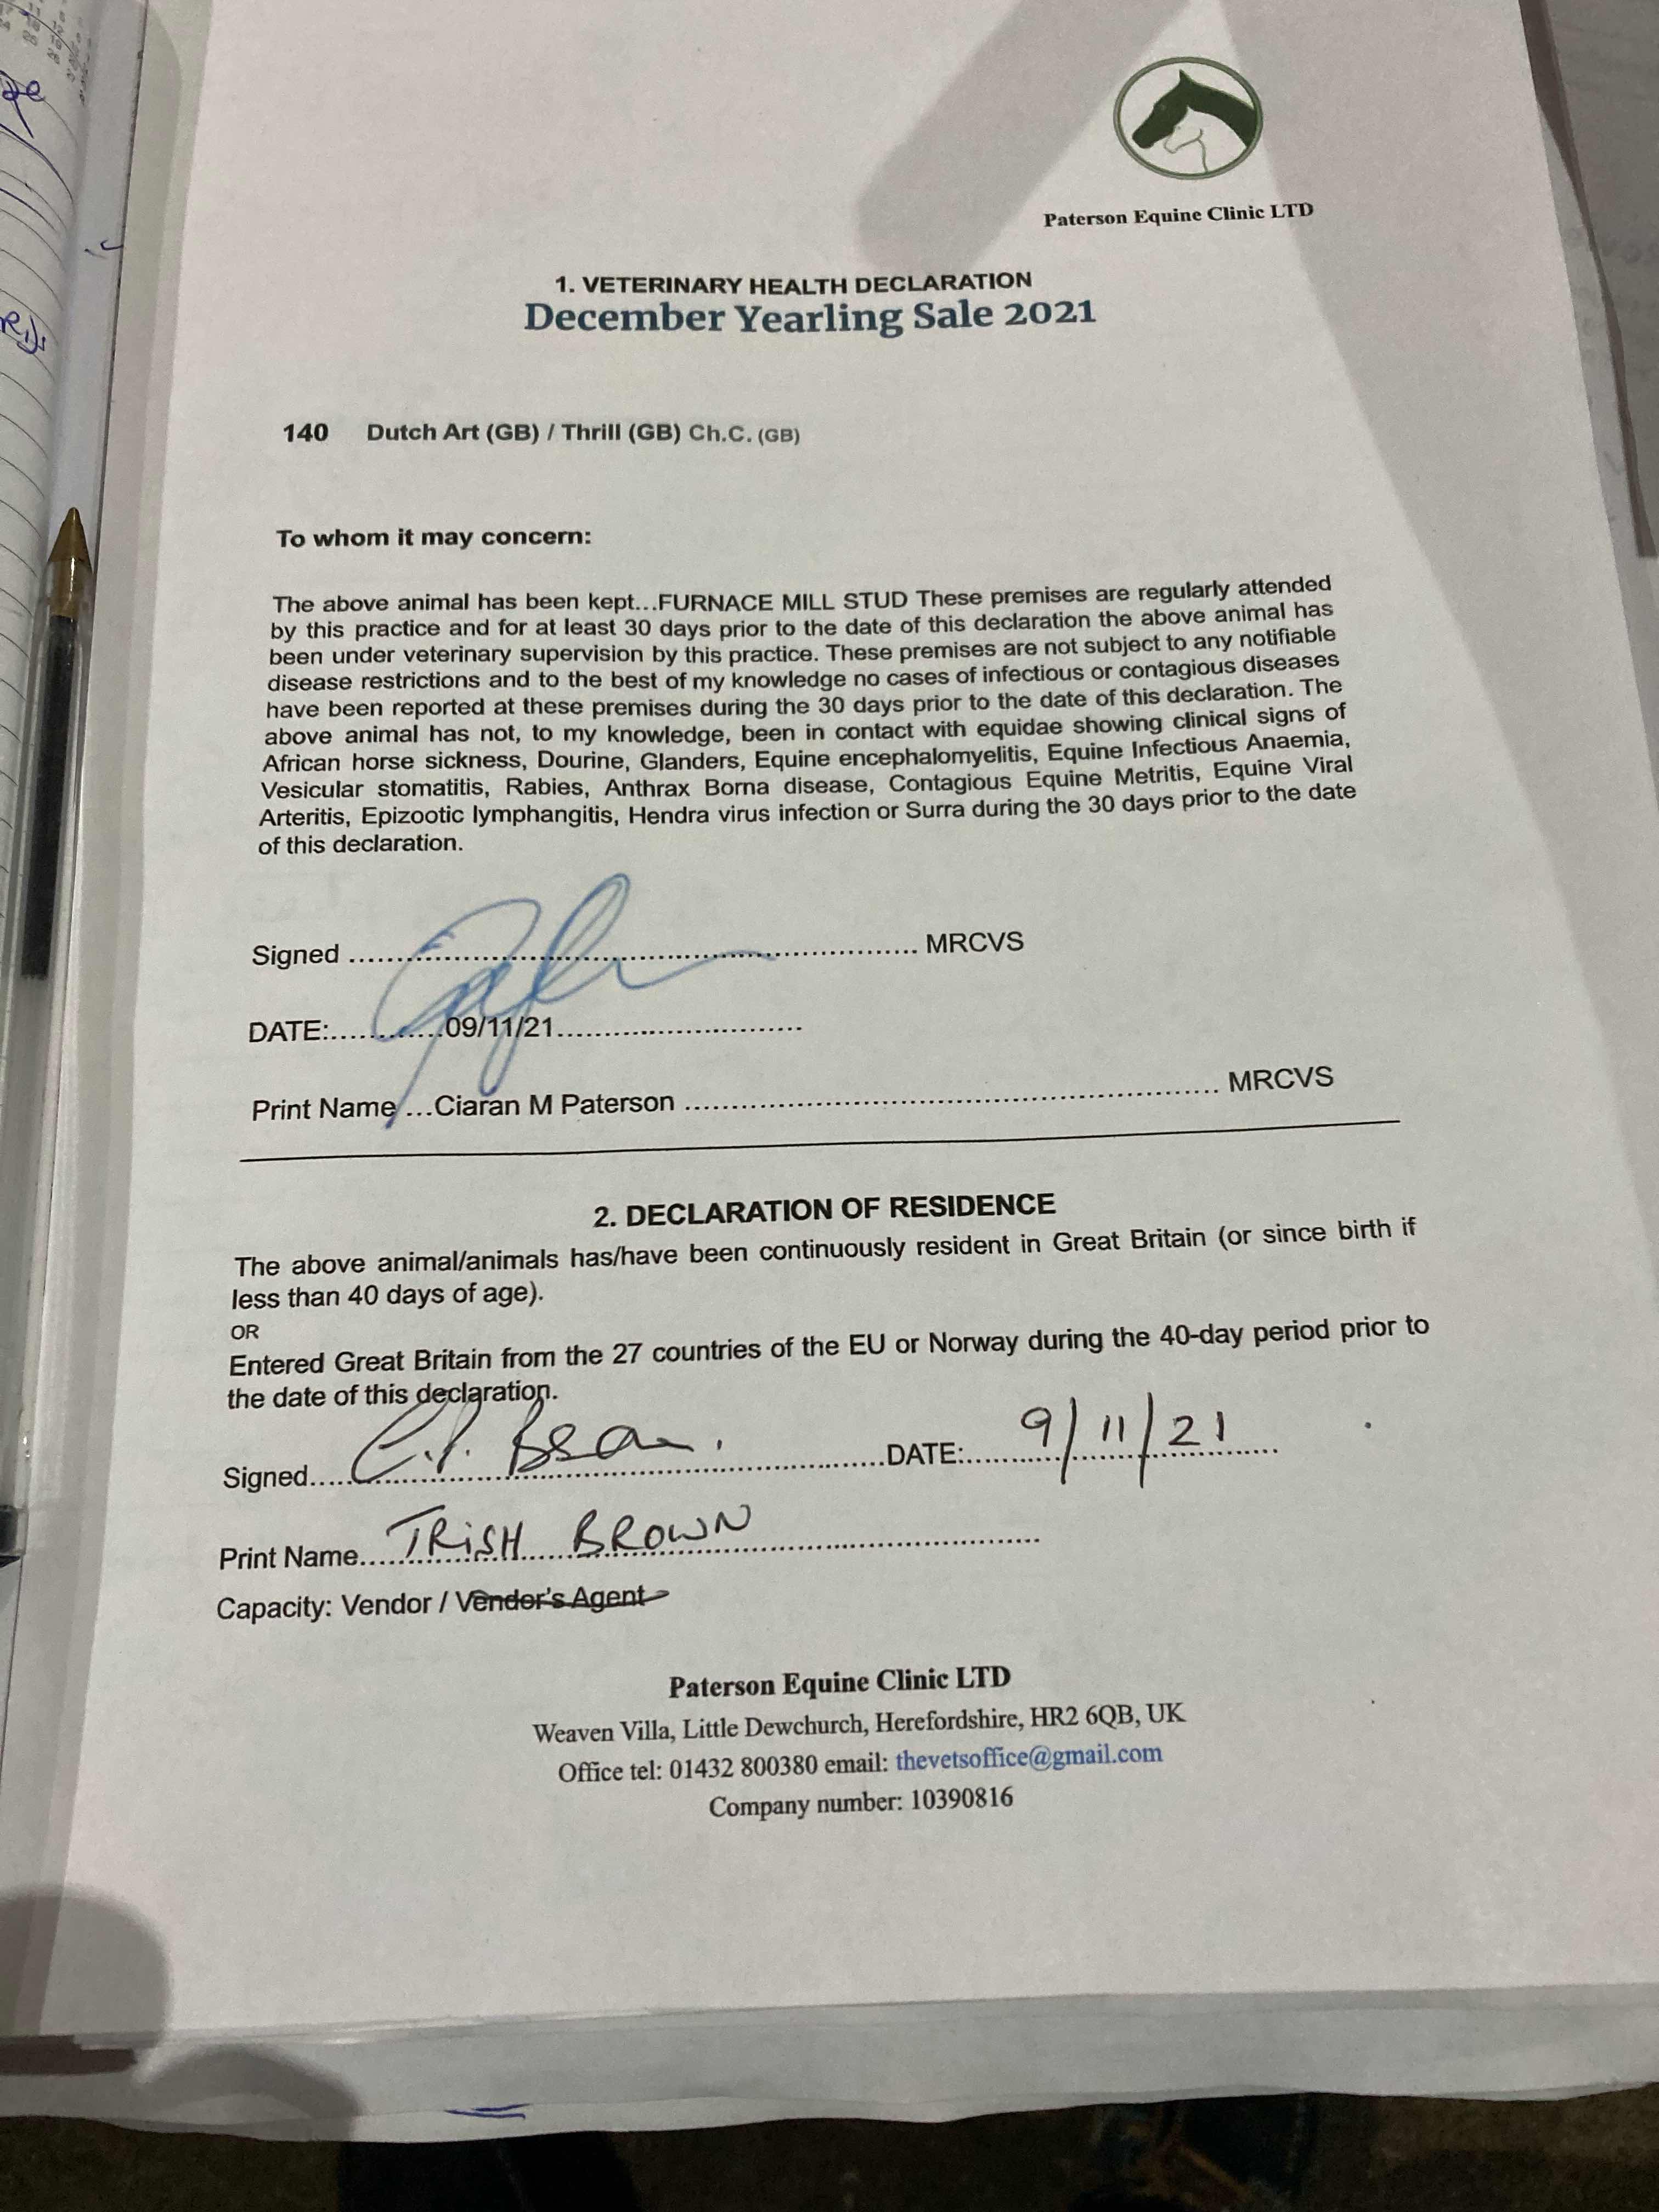 Paterson Equine Clinic LTD
1. VETERINARY HEALTH DECLARATION
December Yearling Sale 2021
140 Dutch Art (GB) / Thrill (GB) Ch.C. (GB)
To whom it may concern:
The above animal has been kept...FURNACE MILL STUD These premises are regularly attended
by this practice and for at least 30 days prior to the date of this declaration the above animal has
been under veterinary supervision by this practice. These premises are not subject to any notifiable
disease restrictions and to the best of my knowledge no cases of infectious or contagious diseases
have been reported at these premises during the 30 days prior to the date of this declaration. The
above animal has not, to my knowledge, been in contact with equidae showing clinical signs of
African horse sickness, Dourine, Glanders, Equine encephalomyelitis, Equine Infectious Anaemia,
Vesicular stomatitis, Rabies, Anthrax Borna disease, Contagious Equine Metritis, Equine Viral
Arteritis, Epizootic lymphangitis, Hendra virus infection or Surra during the 30 days prior to the date
of this declaration.
Signed ........................................ MRCVS
DATE:............09/11/21............................
Print Name ...Ciaran M Paterson ........................................ MRCVS
2. DECLARATION OF RESIDENCE
The above animal/animals has/have been continuously resident in Great Britain (or since birth if
less than 40 days of age).
OR
Entered Great Britain from the 27 countries of the EU or Norway during the 40-day period prior to
the date of this declaration.
Signed........................................DATE:.....9/11/21.....
Print Name.....TRISH BROWN....................
Capacity: Vendor / Vendor's Agent
Paterson Equine Clinic LTD
Weaven Villa, Little Dewchurch, Herefordshire, HR2 6QB, UK
Office tel: 01432 800380 email: thevetsoffice@gmail.com
Company number: 10390816